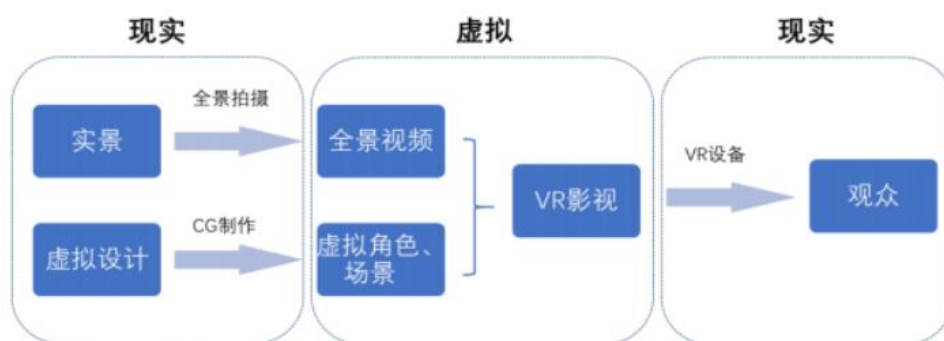 现实
虚拟
现实
全景拍摄
实景
全景视频
VR设备
VR影视
观众
CG制作
虚拟设计
虚拟角色、
场景